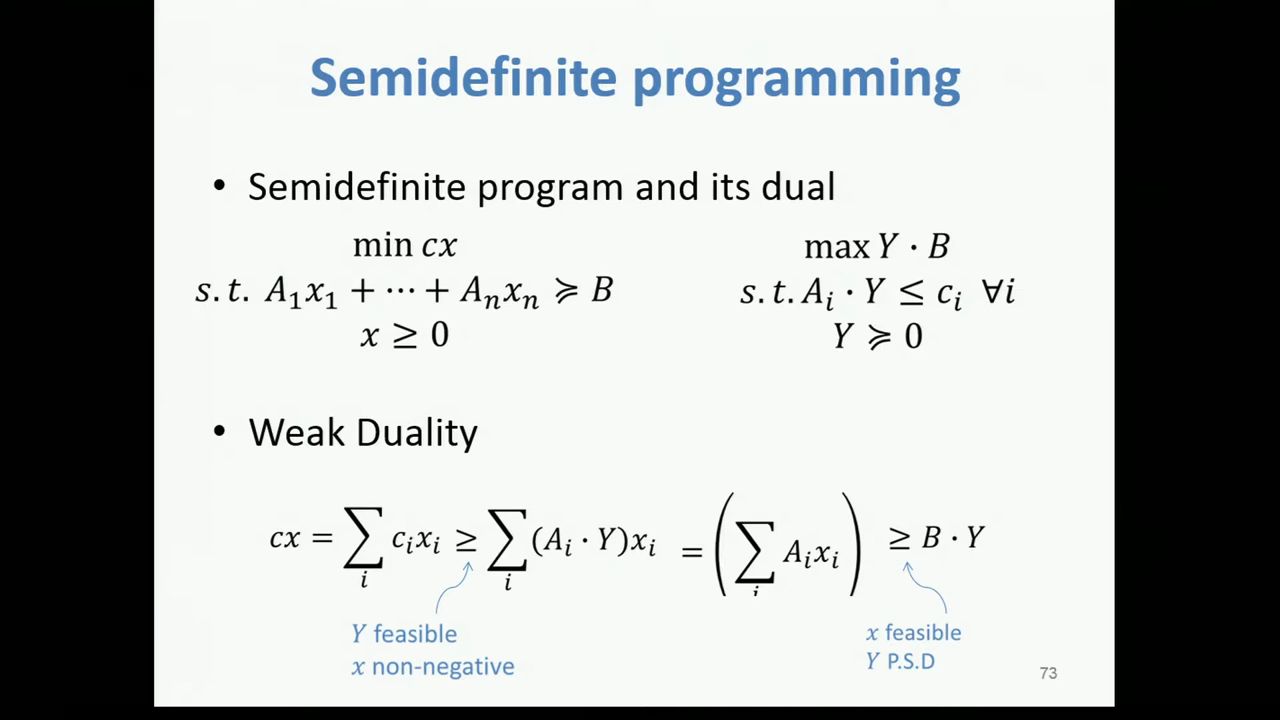 Semidefinite programming
• Semidefinite program and its dual
min cx
s.t. A₁x₁ + ⋯ + Aₙxₙ ≽ B
x ≥ 0
max Y · B
s.t. Aᵢ · Y ≤ cᵢ ∀i
Y ≽ 0
• Weak Duality
cx = ∑ᵢ cᵢxᵢ ≥ ∑ᵢ (Aᵢ · Y)xᵢ = (∑ᵢ Aᵢxᵢ) ≥ B · Y
Y feasible
x non-negative
x feasible
Y P.S.D
73